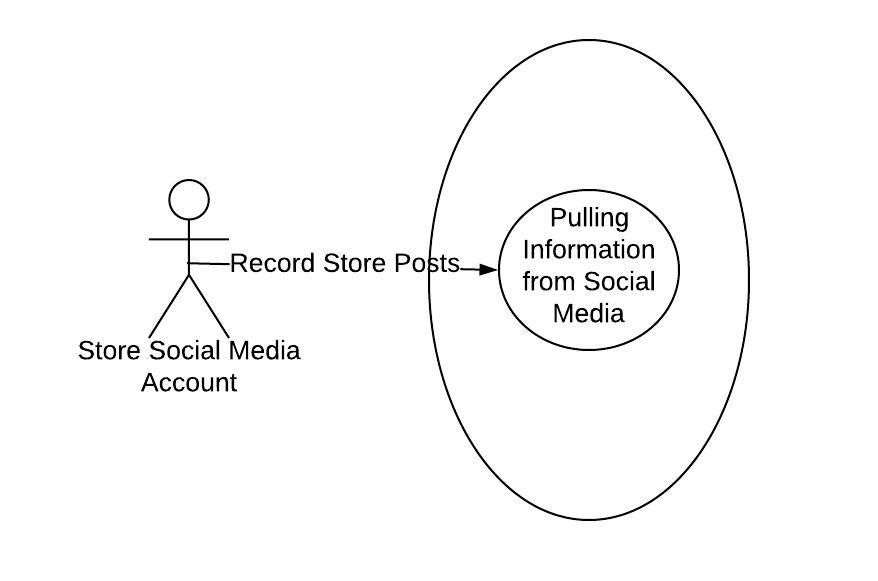 Record Store Posts
Store Social Media
Account
Pulling
Information
from Social
Media